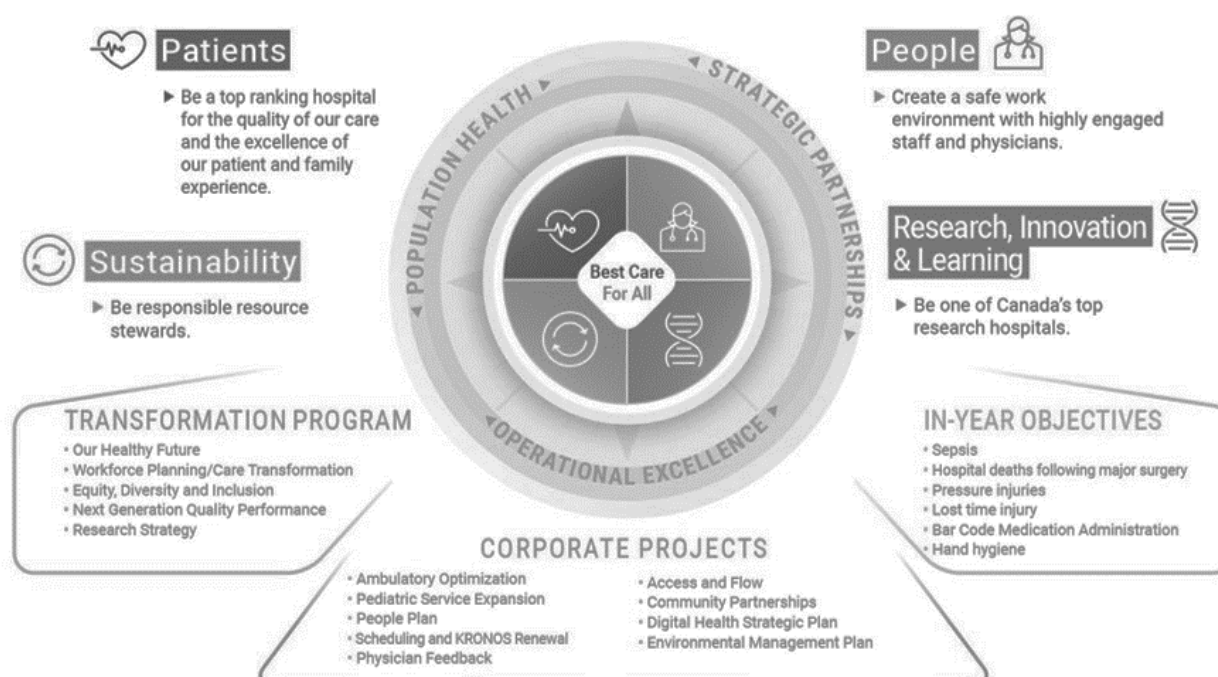 Patients
▸ Be a top ranking hospital
for the quality of our care
and the excellence of
our patient and family
experience.
Sustainability
▸ Be responsible resource
stewards.
People
▸ Create a safe work
environment with highly engaged
staff and physicians.
Research, Innovation
& Learning
▸ Be one of Canada's top
research hospitals.
◂ POPULATION HEALTH ▸
◂ STRATEGIC PARTNERSHIPS ▸
◂ OPERATIONAL EXCELLENCE ▸
Best Care
For All
TRANSFORMATION PROGRAM
• Our Healthy Future
• Workforce Planning/Care Transformation
• Equity, Diversity and Inclusion
• Next Generation Quality Performance
• Research Strategy
CORPORATE PROJECTS
• Ambulatory Optimization
• Pediatric Service Expansion
• People Plan
• Scheduling and KRONOS Renewal
• Physician Feedback
• Access and Flow
• Community Partnerships
• Digital Health Strategic Plan
• Environmental Management Plan
IN-YEAR OBJECTIVES
• Sepsis
• Hospital deaths following major surgery
• Pressure injuries
• Lost time injury
• Bar Code Medication Administration
• Hand hygiene